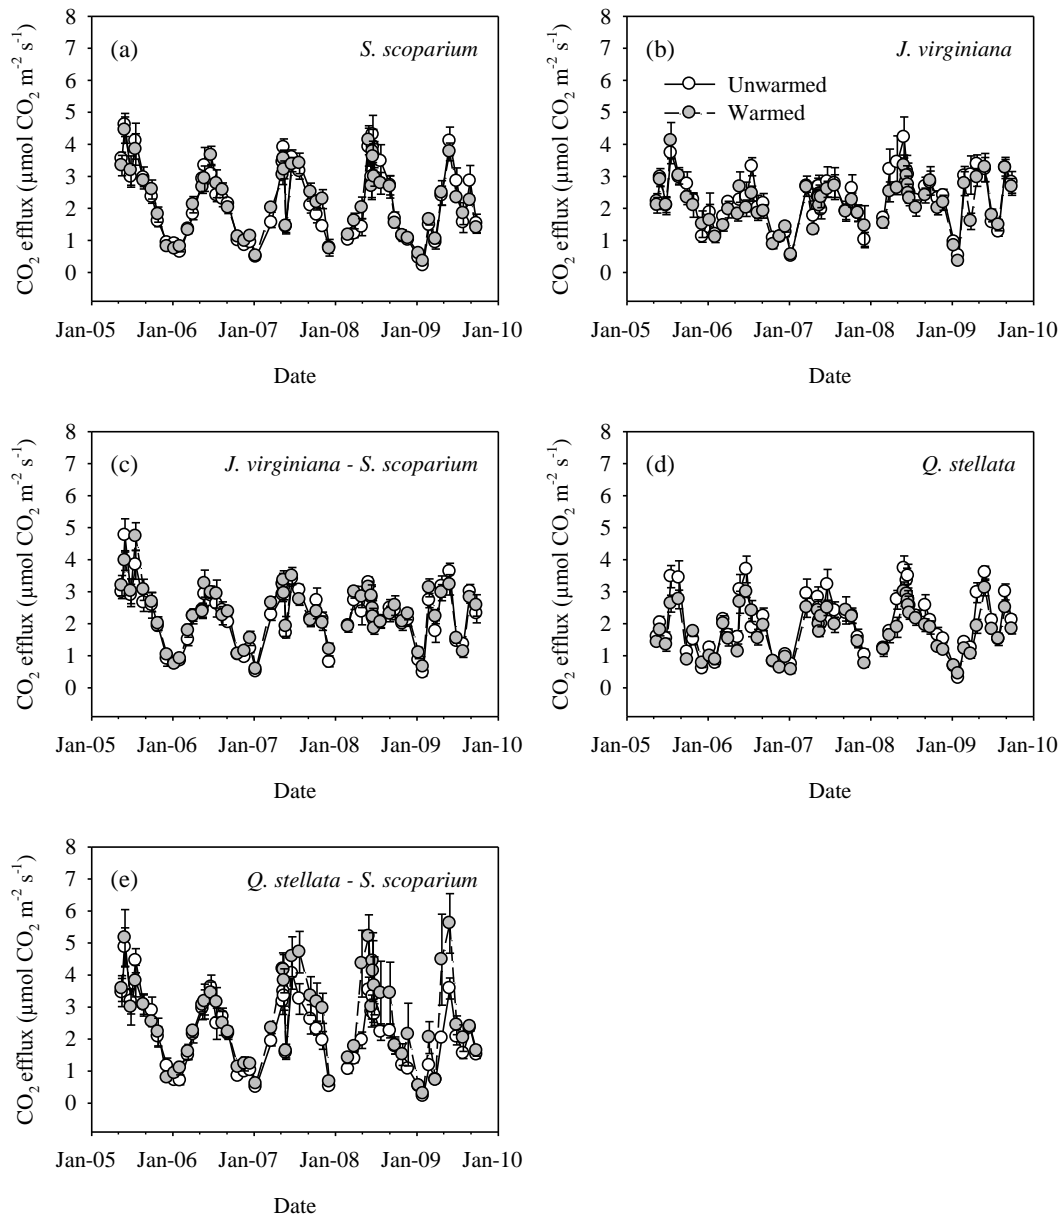 (a) S. scoparium
CO2 efflux (µmol CO2 m-2 s-1)
8
7
6
5
4
3
2
1
0
Jan-05 Jan-06 Jan-07 Jan-08 Jan-09 Jan-10
Date
(b) J. virginiana
Unwarmed
Warmed
CO2 efflux (µmol CO2 m-2 s-1)
8
7
6
5
4
3
2
1
0
Jan-05 Jan-06 Jan-07 Jan-08 Jan-09 Jan-10
Date
(c) J. virginiana - S. scoparium
CO2 efflux (µmol CO2 m-2 s-1)
8
7
6
5
4
3
2
1
0
Jan-05 Jan-06 Jan-07 Jan-08 Jan-09 Jan-10
Date
(d) Q. stellata
CO2 efflux (µmol CO2 m-2 s-1)
8
7
6
5
4
3
2
1
0
Jan-05 Jan-06 Jan-07 Jan-08 Jan-09 Jan-10
Date
(e) Q. stellata - S. scoparium
CO2 efflux (µmol CO2 m-2 s-1)
8
7
6
5
4
3
2
1
0
Jan-05 Jan-06 Jan-07 Jan-08 Jan-09 Jan-10
Date